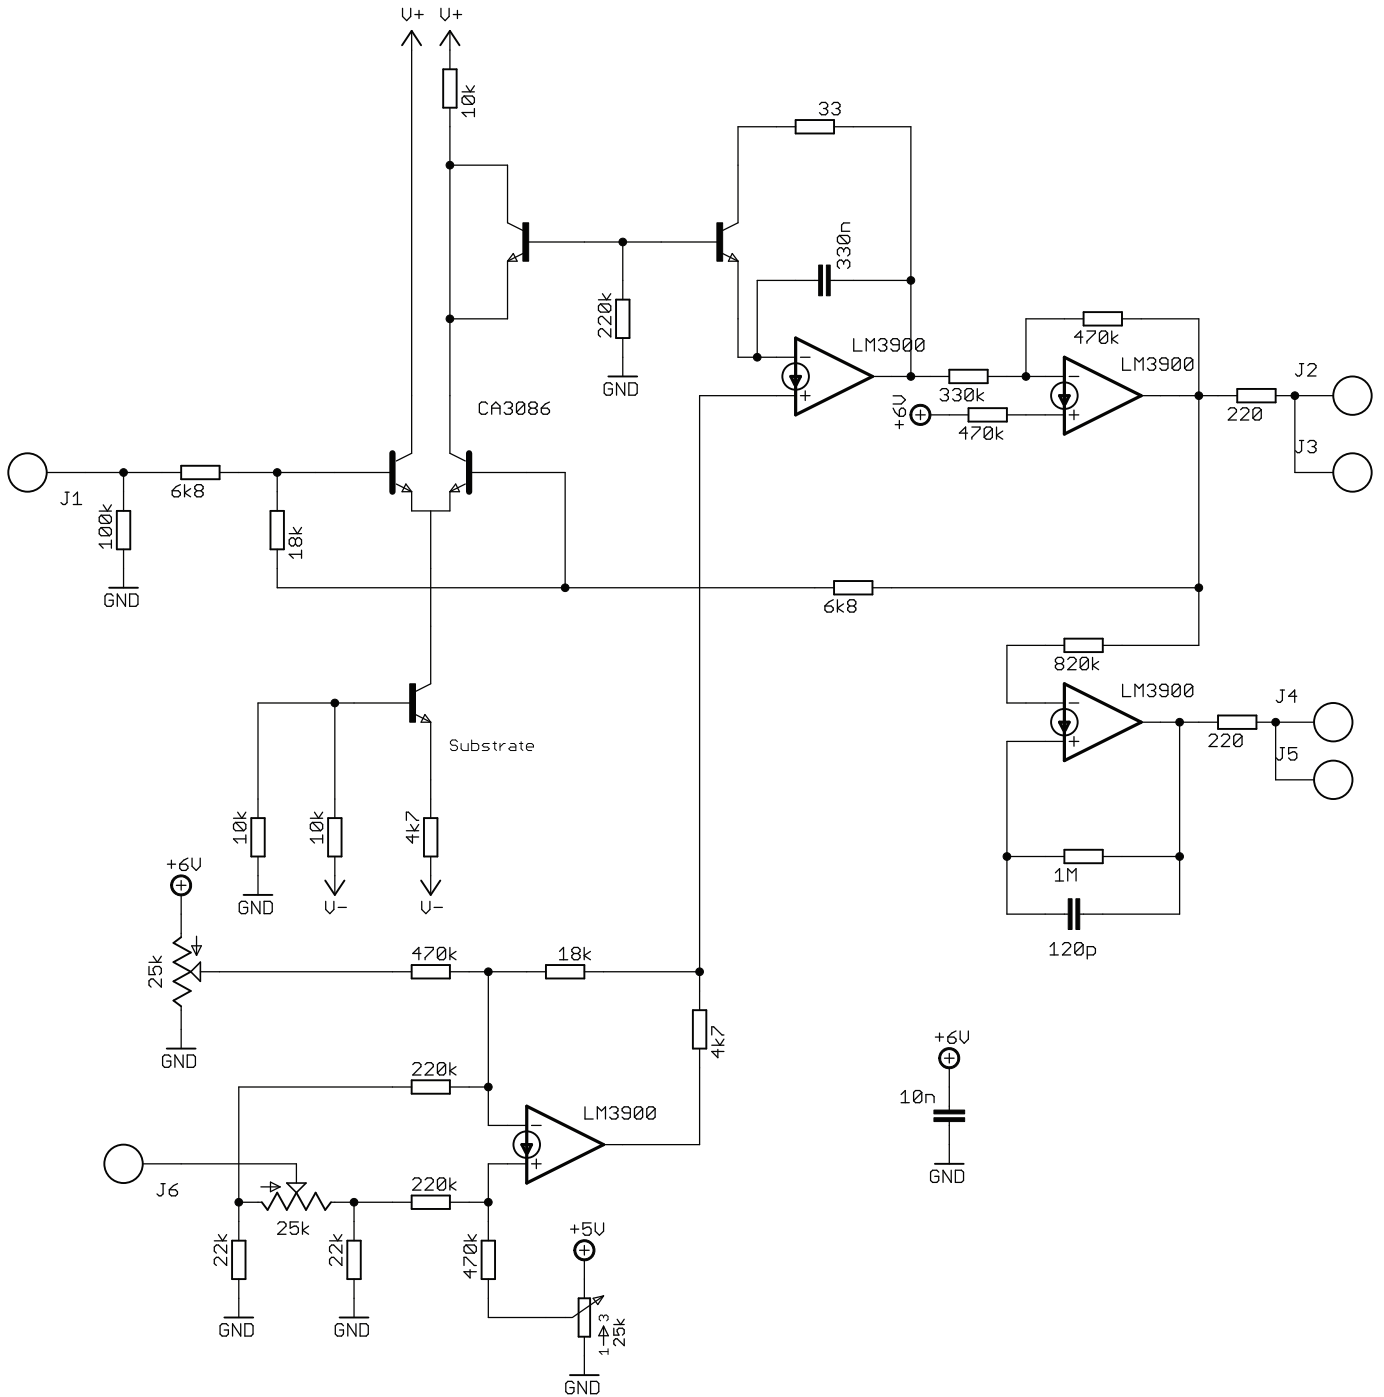 V+ V+
10k
33
330n
220k
GND
LM3900
470k
LM3900
330k
+6V
470k
J2
220
J3
CA3086
J1
6k8
100k
18k
GND
6k8
820k
LM3900
J4
220
J5
1M
120p
Substrate
10k
10k
4k7
GND
V-
V-
+6V
25k
GND
470k
18k
4k7
220k
LM3900
J6
25k
220k
22k
22k
470k
GND
GND
+5V
1 3
25k
GND
+6V
10n
GND